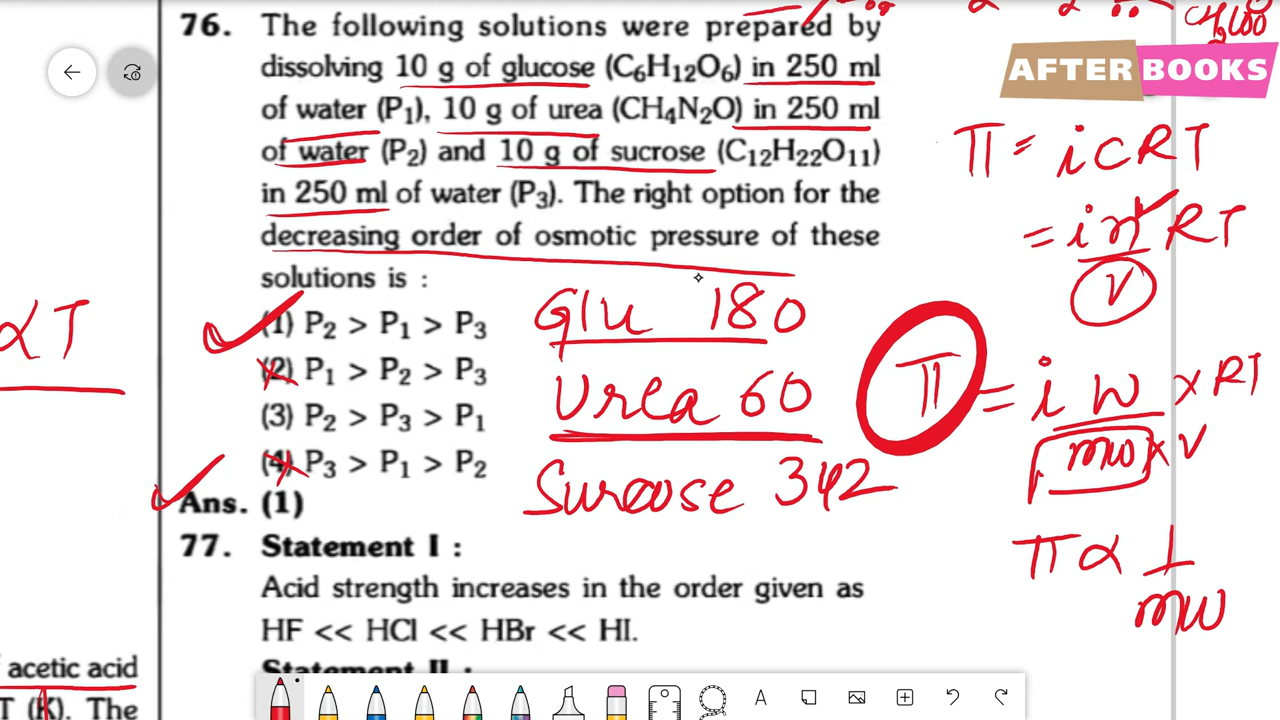 76. The following solutions were prepared by
dissolving 10 g of glucose (C₆H₁₂O₆) in 250 ml
of water (P₁), 10 g of urea (CH₄N₂O) in 250 ml
of water (P₂) and 10 g of sucrose (C₁₂H₂₂O₁₁)
in 250 ml of water (P₃). The right option for the
decreasing order of osmotic pressure of these
solutions is :
(1) P₂ > P₁ > P₃
(2) P₁ > P₂ > P₃
(3) P₂ > P₃ > P₁
(4) P₃ > P₁ > P₂
Ans. (1)
77. Statement I :
Acid strength increases in the order given as
HF << HCl << HBr << HI.
Statement II :
Glu 180
Urea 60
Surcose 342
AFTER BOOKS
π = iCRT
= i n/V RT
π = i W/(mw × V) × RT
π ∝ 1/mw
∝ T
f acetic acid
T (K). The
A